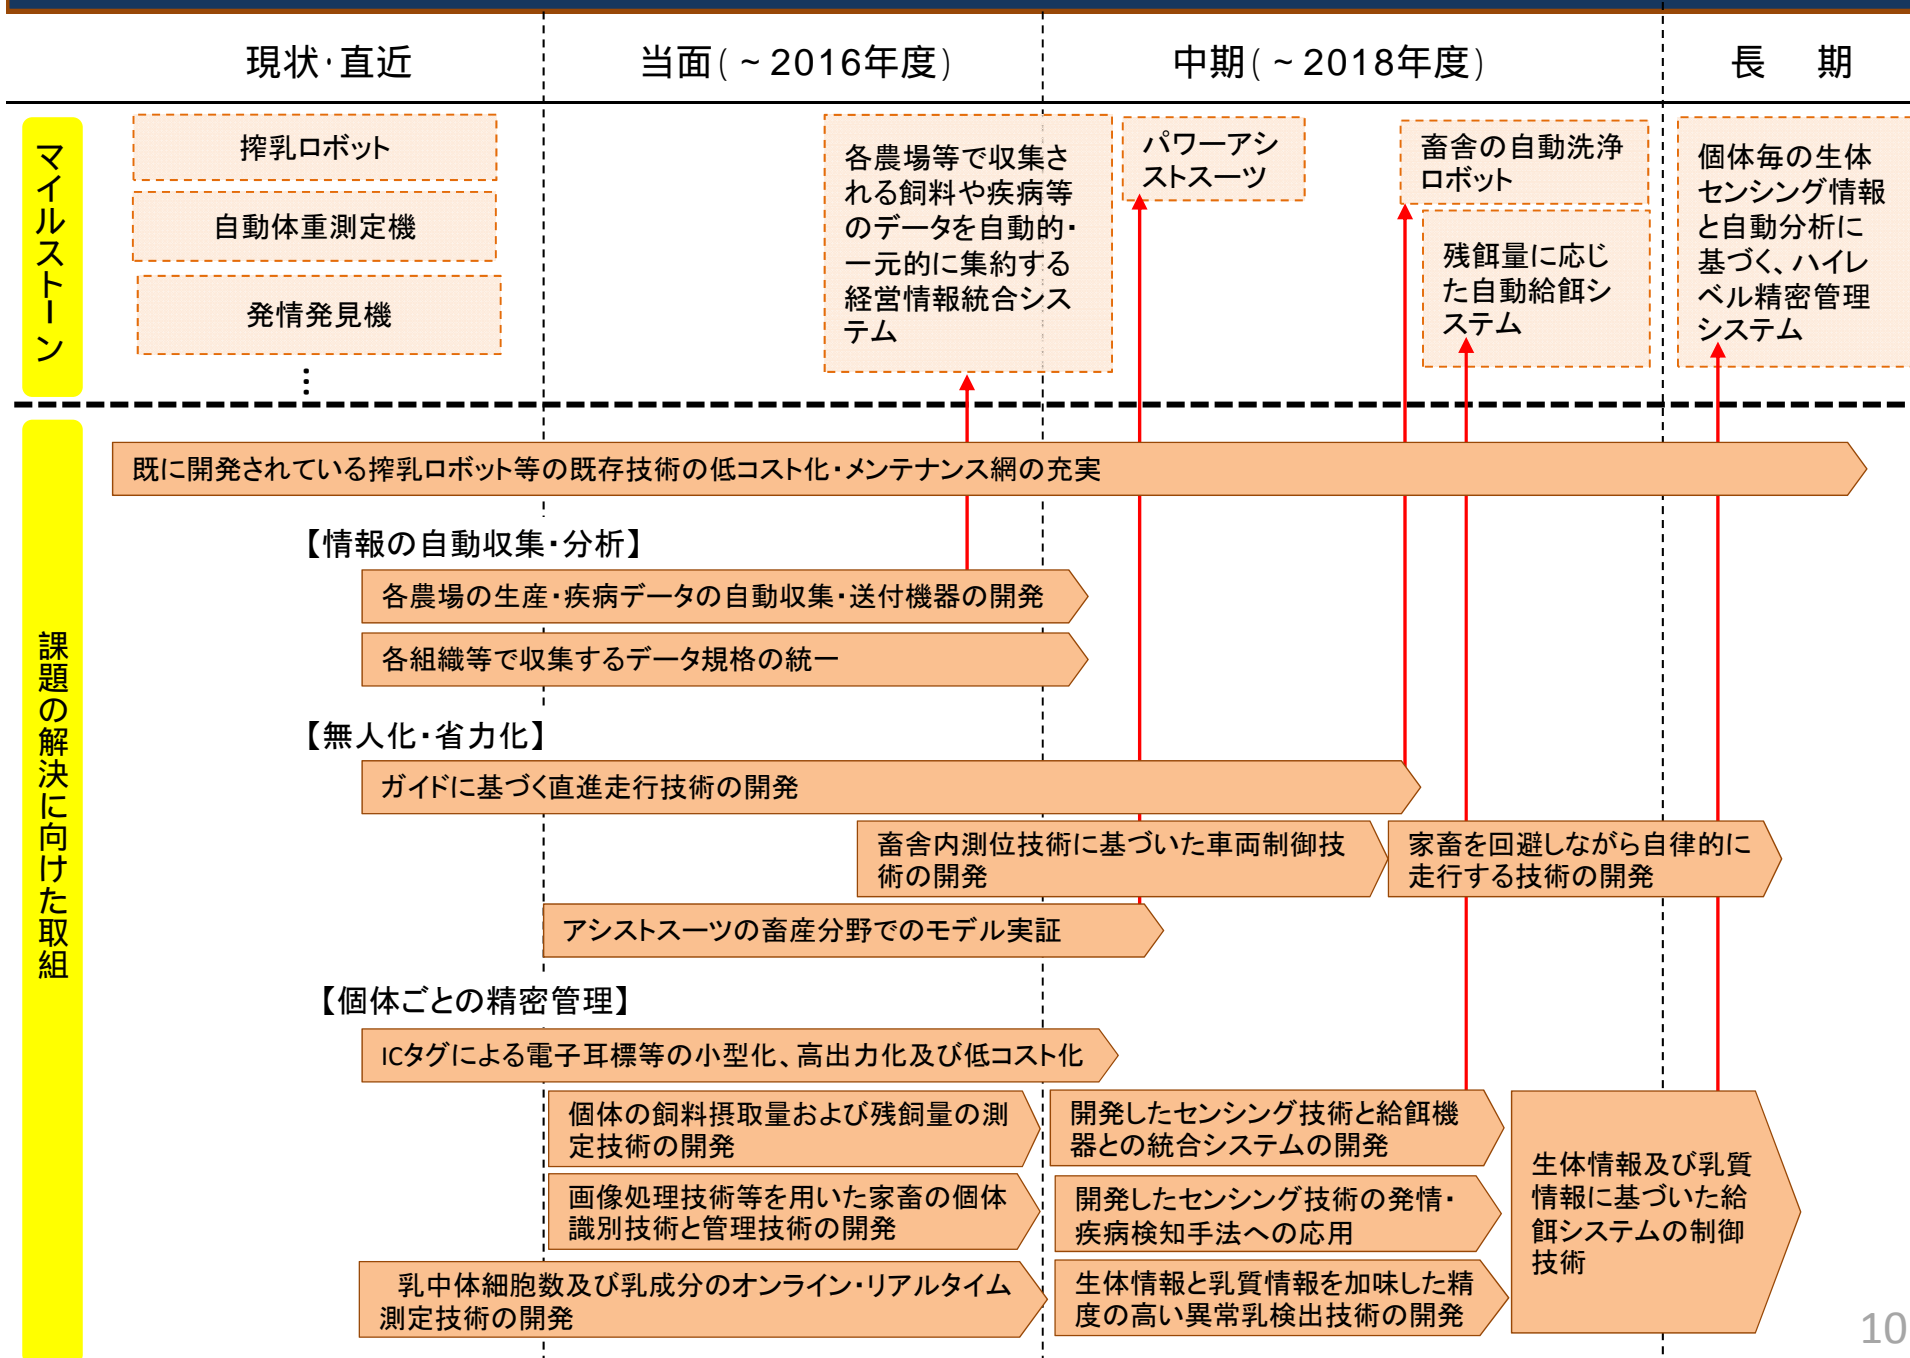 現状・直近
当面(~2016年度)
中期(~2018年度)
長　期
マイルストーン
搾乳ロボット
自動体重測定機
発情発見機
⋮
各農場等で収集さ
れる飼料や疾病等
のデータを自動的・
一元的に集約する
経営情報統合シス
テム
パワーアシ
ストスーツ
畜舎の自動洗浄
ロボット
残餌量に応じ
た自動給餌シ
ステム
個体毎の生体
センシング情報
と自動分析に
基づく、ハイレ
ベル精密管理
システム
課題の解決に向けた取組
既に開発されている搾乳ロボット等の既存技術の低コスト化・メンテナンス網の充実
【情報の自動収集・分析】
各農場の生産・疾病データの自動収集・送付機器の開発
各組織等で収集するデータ規格の統一
【無人化・省力化】
ガイドに基づく直進走行技術の開発
畜舎内測位技術に基づいた車両制御技
術の開発
家畜を回避しながら自律的に
走行する技術の開発
アシストスーツの畜産分野でのモデル実証
【個体ごとの精密管理】
ICタグによる電子耳標等の小型化、高出力化及び低コスト化
個体の飼料摂取量および残飼量の測
定技術の開発
開発したセンシング技術と給餌機
器との統合システムの開発
画像処理技術等を用いた家畜の個体
識別技術と管理技術の開発
開発したセンシング技術の発情・
疾病検知手法への応用
乳中体細胞数及び乳成分のオンライン・リアルタイム
測定技術の開発
生体情報と乳質情報を加味した精
度の高い異常乳検出技術の開発
生体情報及び乳質
情報に基づいた給
餌システムの制御
技術
10